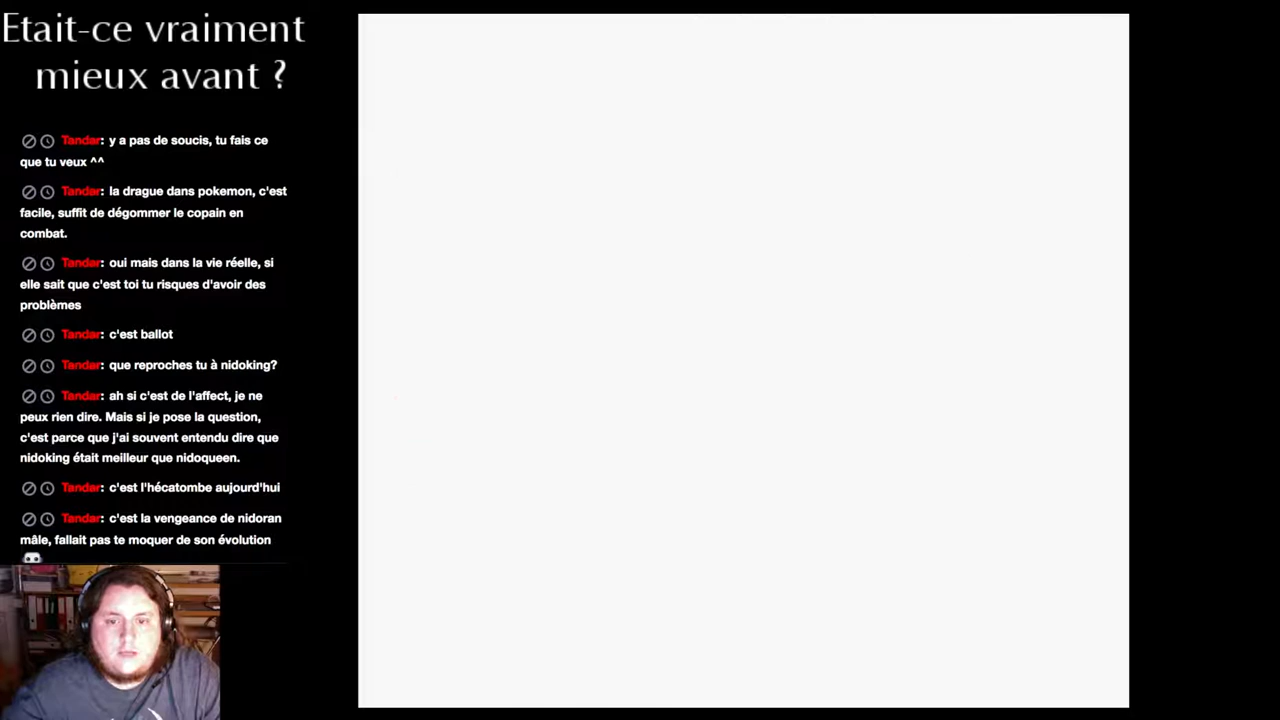 Etait-ce vraiment
mieux avant ?
Tandar: y a pas de soucis, tu fais ce
que tu veux ^^
Tandar: la drague dans pokemon, c'est
facile, suffit de dégommer le copain en
combat.
Tandar: oui mais dans la vie réelle, si
elle sait que c'est toi tu risques d'avoir des
problèmes
Tandar: c'est ballot
Tandar: que reproches tu à nidoking?
Tandar: ah si c'est de l'affect, je ne
peux rien dire. Mais si je pose la question,
c'est parce que j'ai souvent entendu dire que
nidoking était meilleur que nidoqueen.
Tandar: c'est l'hécatombe aujourd'hui
Tandar: c'est la vengeance de nidoran
mâle, fallait pas te moquer de son évolution